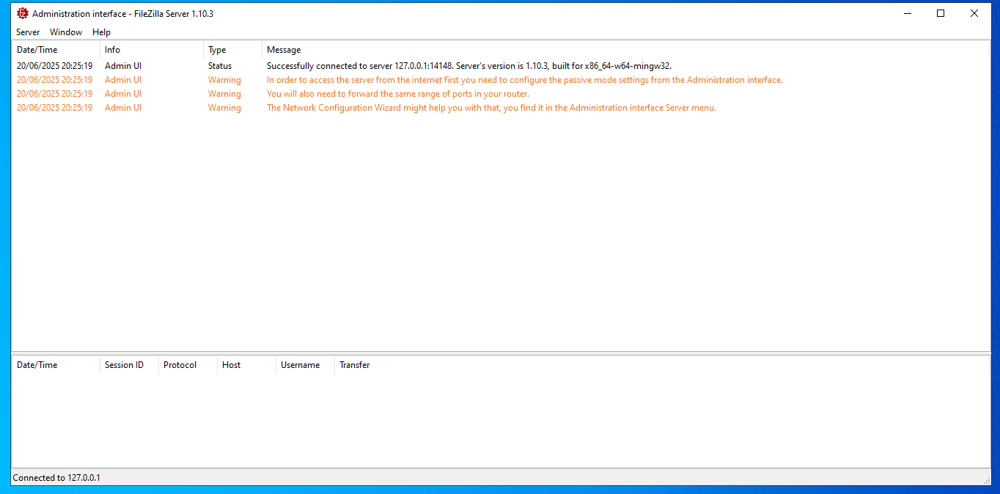 Administration interface - FileZilla Server 1.10.3
Server Window Help
Date/Time Info Type Message
20/06/2025 20:25:19 Admin UI Status Successfully connected to server 127.0.0.1:14148. Server's version is 1.10.3, built for x86_64-w64-mingw32.
20/06/2025 20:25:19 Admin UI Warning In order to access the server from the internet first you need to configure the passive mode settings from the Administration interface.
20/06/2025 20:25:19 Admin UI Warning You will also need to forward the same range of ports in your router.
20/06/2025 20:25:19 Admin UI Warning The Network Configuration Wizard might help you with that, you find it in the Administration interface Server menu.
Date/Time Session ID Protocol Host Username Transfer
Connected to 127.0.0.1